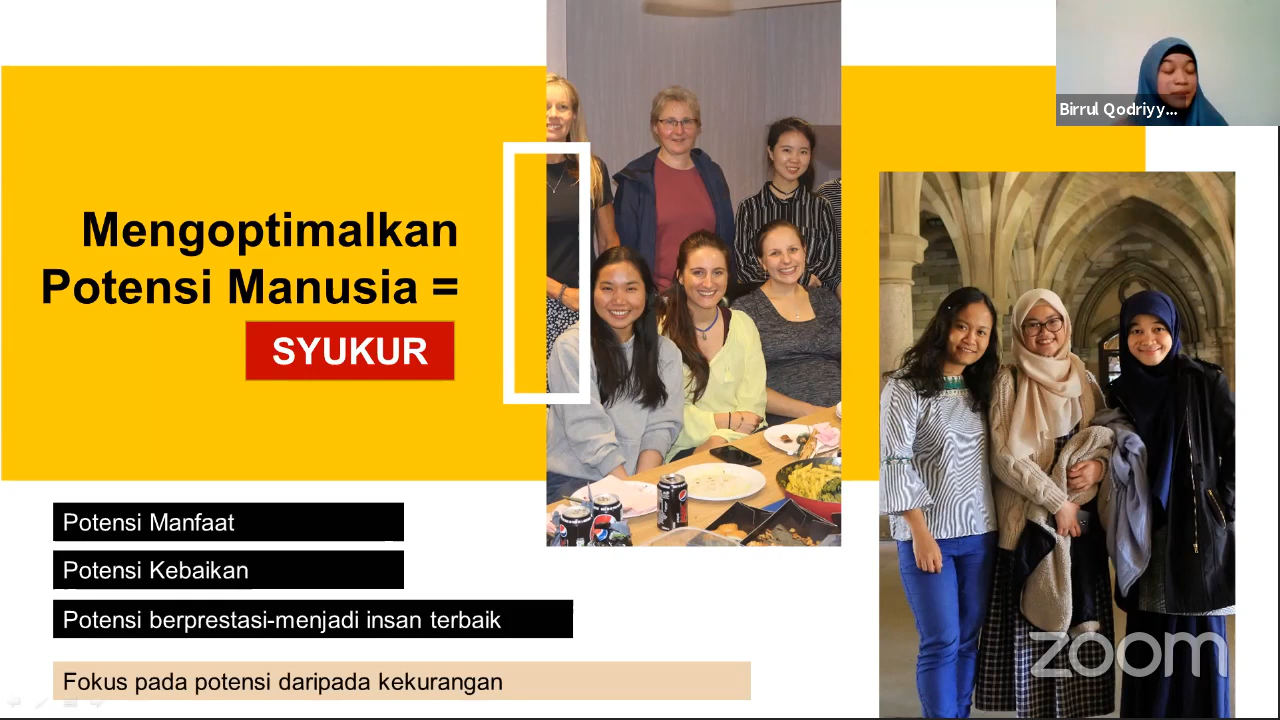 Birrul Qodriyy...
Mengoptimalkan
Potensi Manusia =
SYUKUR
Potensi Manfaat
Potensi Kebaikan
Potensi berprestasi-menjadi insan terbaik
Fokus pada potensi daripada kekurangan
zoom